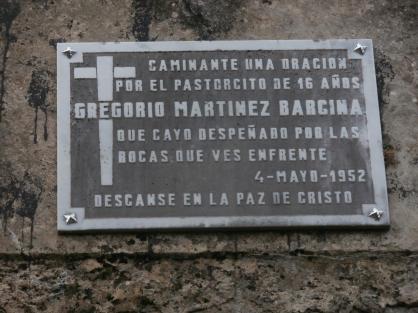 CAMINANTE UNA ORACION
POR EL PASTORCITO DE 16 AÑOS
GREGORIO MARTINEZ BARCINA
QUE CAYO DESPEÑADO POR LAS
ROCAS QUE VES ENFRENTE
4-MAYO-1952
DESCANSE EN LA PAZ DE CRISTO